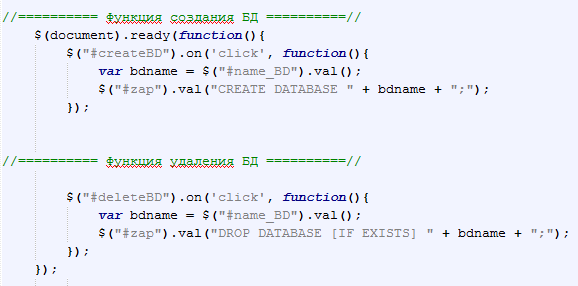 //========== функция создания БД ==========//
$(document).ready(function(){
$("#createBD").on('click', function(){
var bdname = $("#name_BD").val();
$("#zap").val("CREATE DATABASE " + bdname + ";");
});
//========== функция удаления БД ==========//
$("#deleteBD").on('click', function(){
var bdname = $("#name_BD").val();
$("#zap").val("DROP DATABASE [IF EXISTS] " + bdname + ";");
});
});